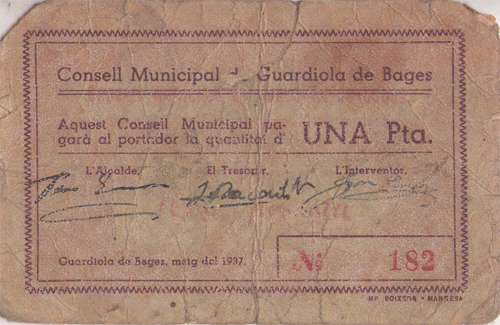 Consell Municipal de Guardiola de Bages
Aquest Consell Municipal pa-
garà al portador la quantitat d'
UNA Pta.
L'Alcalde, El Tresorer, L'Interventor,
Guardiola de Bages, maig del 1937.
Nº 182
IMP. BOIXEDA - MANRESA